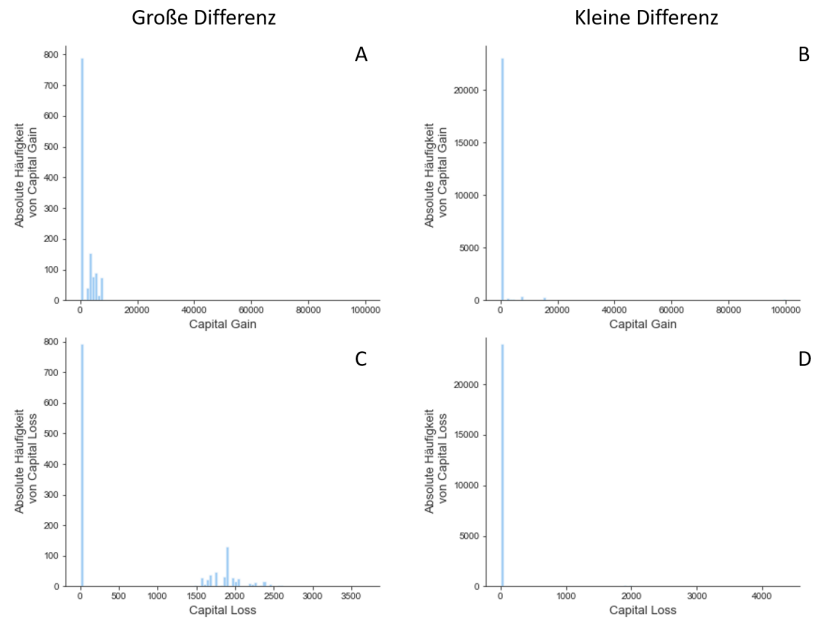 Große Differenz
Kleine Differenz
A
800
700
600
500
400
300
200
100
0
Absolute Häufigkeit
von Capital Gain
0 20000 40000 60000 80000 100000
Capital Gain
B
20000
15000
10000
5000
0
Absolute Häufigkeit
von Capital Gain
0 20000 40000 60000 80000 100000
Capital Gain
C
800
700
600
500
400
300
200
100
0
Absolute Häufigkeit
von Capital Loss
0 500 1000 1500 2000 2500 3000 3500
Capital Loss
D
20000
15000
10000
5000
0
Absolute Häufigkeit
von Capital Loss
0 1000 2000 3000 4000
Capital Loss